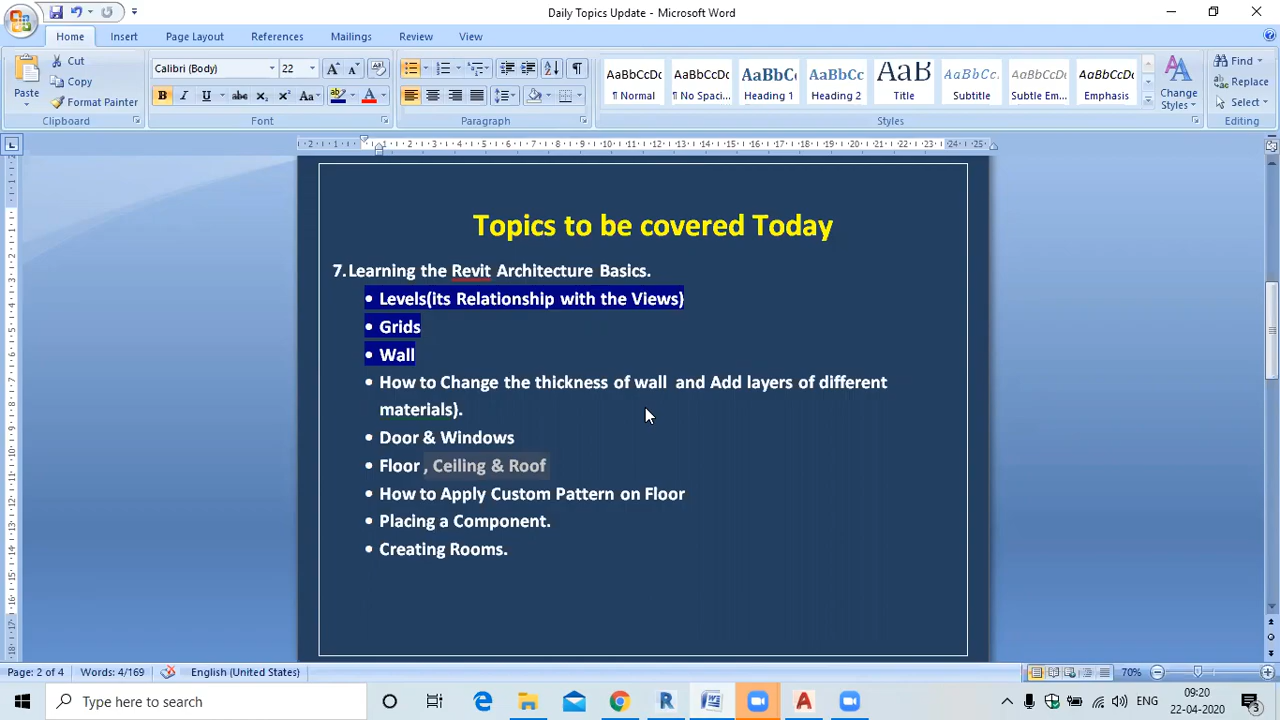 Daily Topics Update - Microsoft Word
Home Insert Page Layout References Mailings Review View
Paste Cut Copy Format Painter Clipboard
Calibri (Body) 22 Font
Paragraph
AaBbCcDc ¶ Normal
AaBbCcDc ¶ No Spaci...
AaBbCc Heading 1
AaBbCc Heading 2
AaB Title
AaBbCc Subtitle
AaBbCcDc Subtle Em...
AaBbCcDc Emphasis
Change Styles Styles
Find Replace Select Editing
Topics to be covered Today
7. Learning the Revit Architecture Basics.
• Levels(its Relationship with the Views)
• Grids
• Wall
• How to Change the thickness of wall and Add layers of different
materials).
• Door & Windows
• Floor , Ceiling & Roof
• How to Apply Custom Pattern on Floor
• Placing a Component.
• Creating Rooms.
Page: 2 of 4 Words: 4/169 English (United States) 70%
Type here to search ENG 09:20
22-04-2020